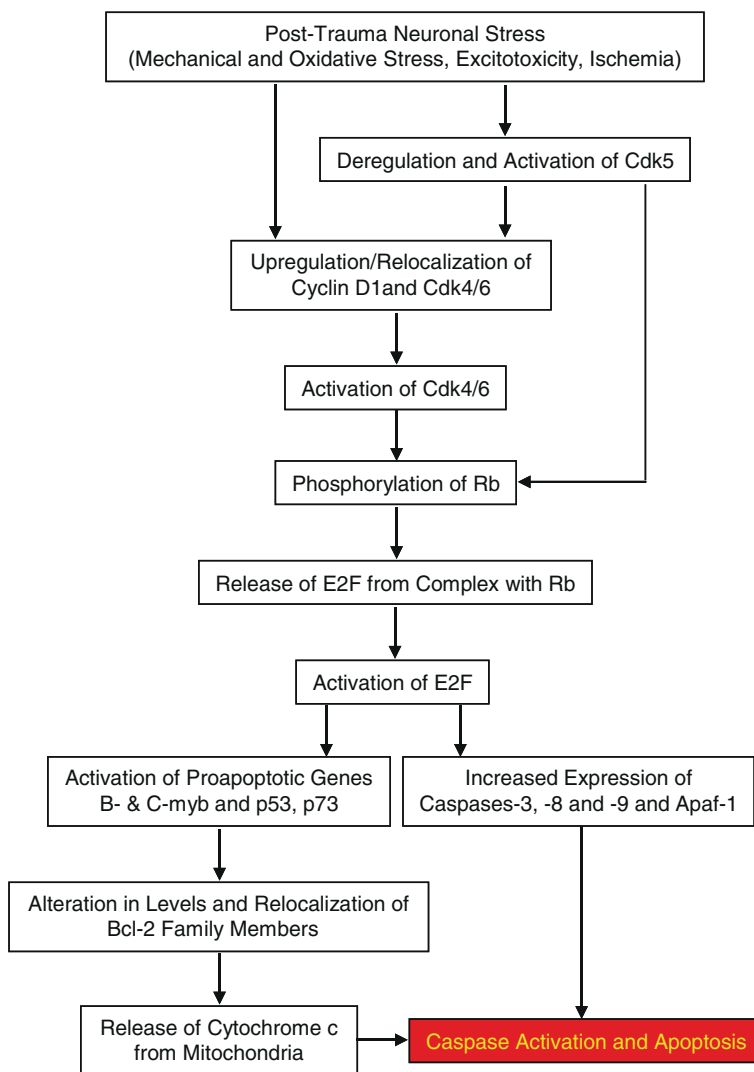 Post-Trauma Neuronal Stress
(Mechanical and Oxidative Stress, Excitotoxicity, Ischemia)
Deregulation and Activation of Cdk5
Upregulation/Relocalization of
Cyclin D1and Cdk4/6
Activation of Cdk4/6
Phosphorylation of Rb
Release of E2F from Complex with Rb
Activation of E2F
Activation of Proapoptotic Genes
B- & C-myb and p53, p73
Increased Expression of
Caspases-3, -8 and -9 and Apaf-1
Alteration in Levels and Relocalization of
Bcl-2 Family Members
Release of Cytochrome c
from Mitochondria
Caspase Activation and Apoptosis